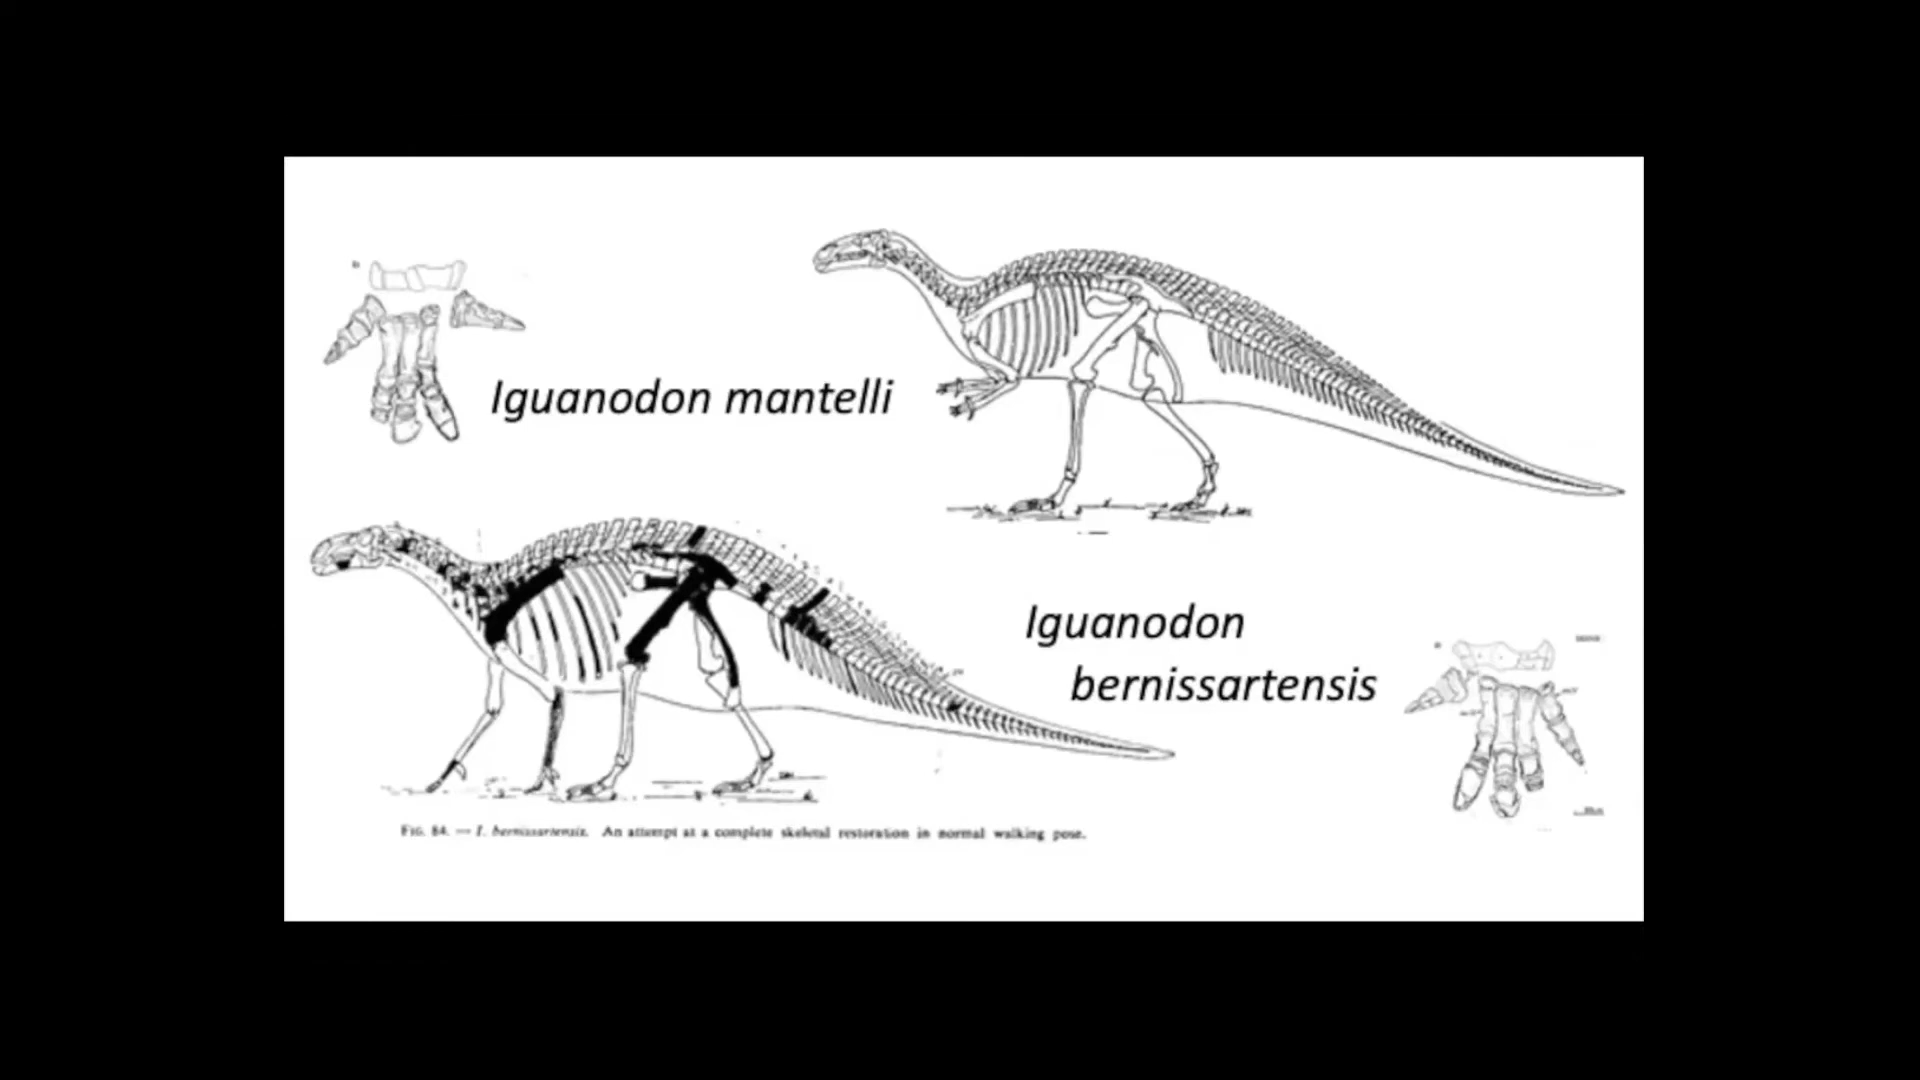 Iguanodon mantelli
Iguanodon
bernissartensis
FIG. 84. — I. bernissartensis. An attempt at a complete skeletal restoration in normal walking pose.